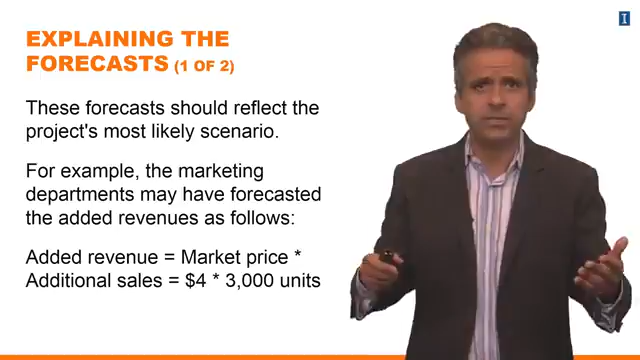 EXPLAINING THE
FORECASTS (1 OF 2)
These forecasts should reflect the
project's most likely scenario.
For example, the marketing
departments may have forecasted
the added revenues as follows:
Added revenue = Market price *
Additional sales = $4 * 3,000 units
I